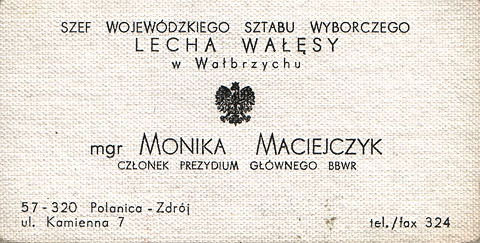 SZEF WOJEWÓDZKIEGO SZTABU WYBORCZEGO
LECHA WAŁĘSY
w Wałbrzychu
mgr MONIKA MACIEJCZYK
CZŁONEK PREZYDIUM GŁÓWNEGO BBWR
57-320 Polanica-Zdrój
ul. Kamienna 7
tel./fax 324